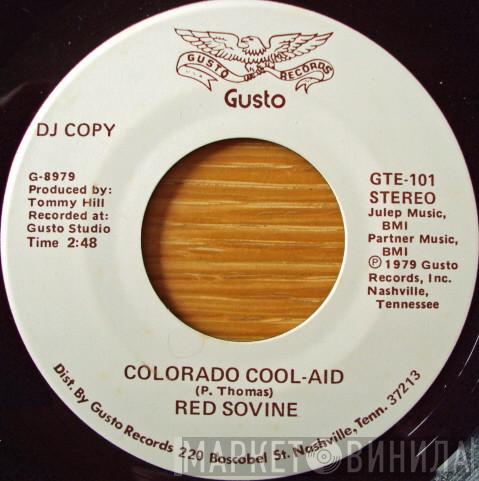 GUSTO RECORDS
Gusto
DJ COPY
G-8979
Produced by:
Tommy Hill
Recorded at:
Gusto Studio
Time 2:48
GTE-101
STEREO
Julep Music,
BMI
Partner Music,
BMI
Ⓟ 1979 Gusto
Records, Inc.
Nashville,
Tennessee
COLORADO COOL-AID
(P. Thomas)
RED SOVINE
Dist. By Gusto Records 220 Boscobel St. Nashville, Tenn. 37213
МАРКЕТ ВИНИЛА